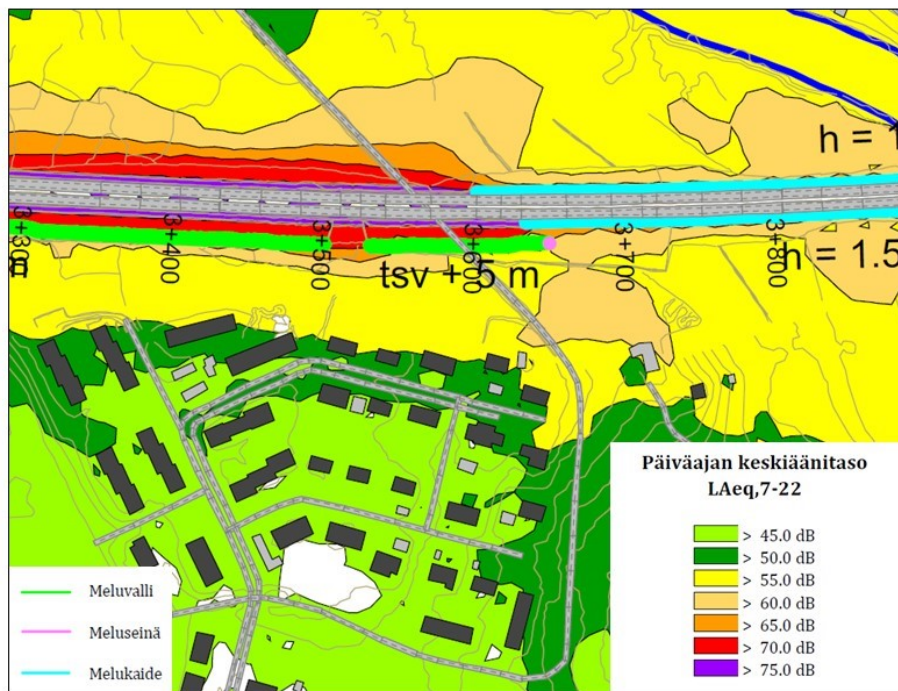 h = 1
3+300
3+400
3+500
3+600
3+700
3+800
tsv + 5 m
h = 1.5
Päiväajan keskiäänitaso
LAeq,7-22
> 45.0 dB
> 50.0 dB
> 55.0 dB
> 60.0 dB
> 65.0 dB
> 70.0 dB
> 75.0 dB
Meluvalli
Meluseinä
Melukaide